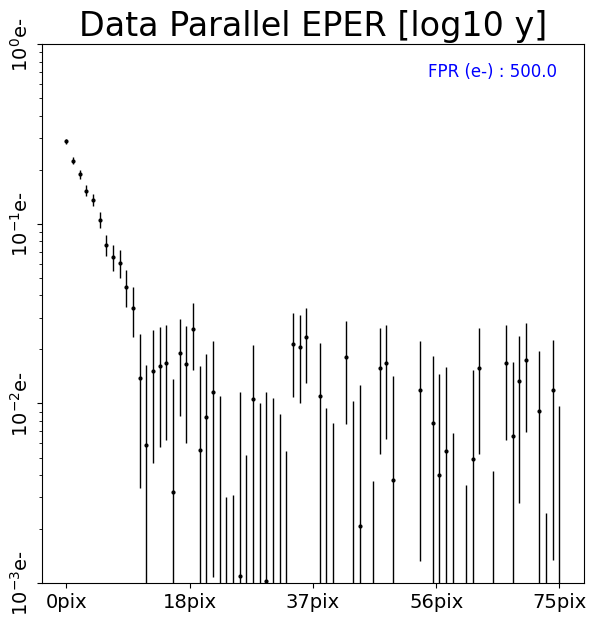 Data Parallel EPER [log10 y]
FPR (e-) : 500.0
10⁰e-
10⁻¹e-
10⁻²e-
10⁻³e-
0pix 18pix 37pix 56pix 75pix